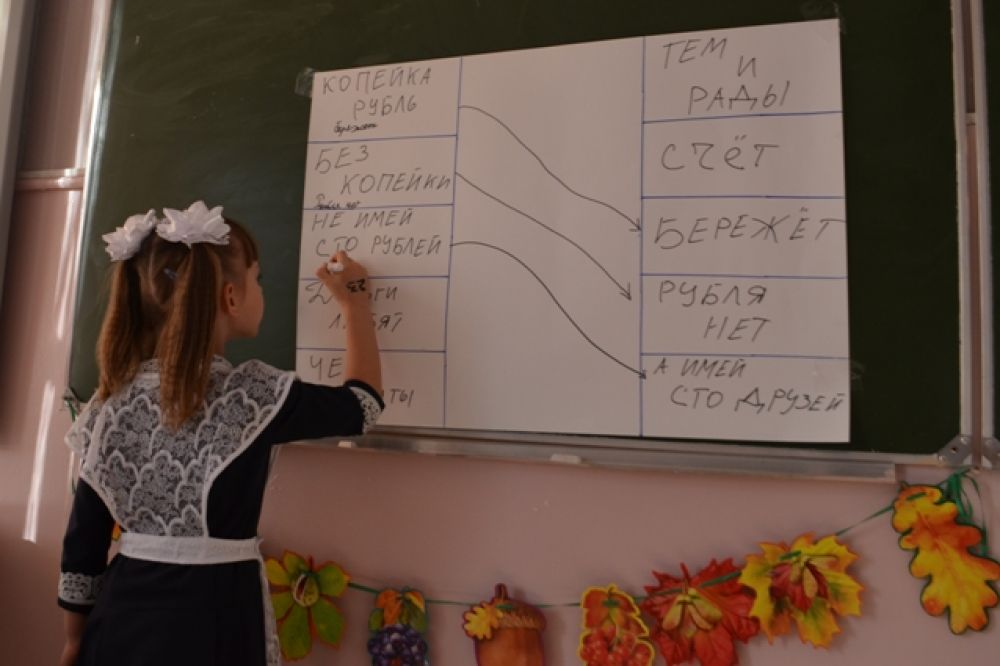 КОПЕЙКА
РУБЛЬ
БЕЗ
КОПЕЙКИ
НЕ ИМЕЙ
СТО РУБЛЕЙ
ТЕМ
И
РАДЫ
СЧЁТ
БЕРЕЖЁТ
РУБЛЯ
НЕТ
А ИМЕЙ
СТО ДРУЗЕЙ